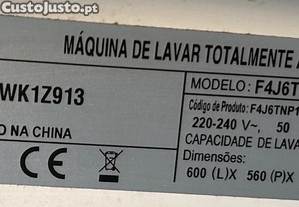 CustoJusto.pt
MÁQUINA DE LAVAR TOTALMENTE A
WK1Z913
MODELO: F4J6T
Código de Produto: F4J6TNP1
220-240 V~, 50
O NA CHINA
CAPACIDADE DE LAVA
CE
Dimensões:
600 (L)X 560 (P)X